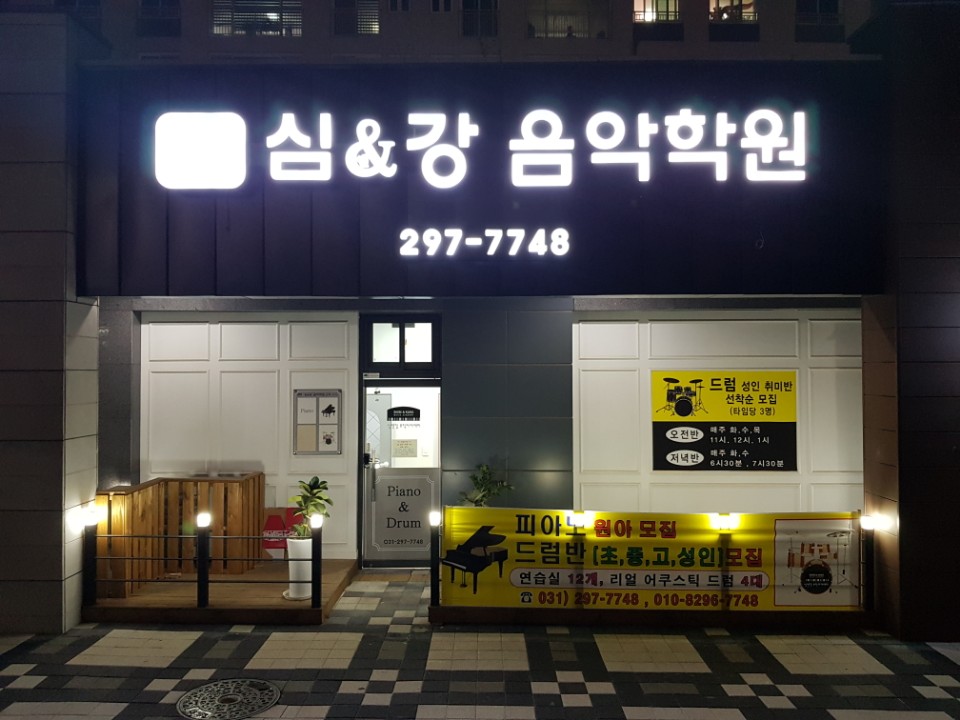 심&강 음악학원
297-7748
드럼 성인 취미반
선착순 모집
(타임당 3명)
오전반 매주 화,수,목
11시, 12시, 1시
저녁반 매주 화,수
6시30분, 7시30분
Piano
Piano
&
Drum
031-297-7748
피아노 원아 모집
드럼반 (초,중,고,성인)모집
연습실 12개, 리얼 어쿠스틱 드럼 4대
☎ 031) 297-7748 , 010-8296-7748